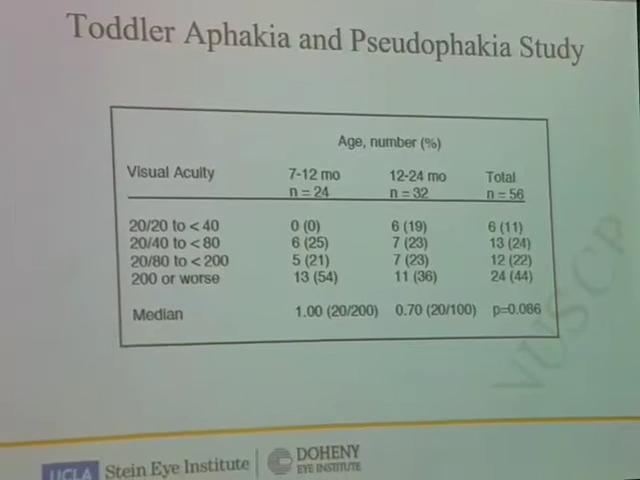 Toddler Aphakia and Pseudophakia Study
Age, number (%)
Visual Acuity 7-12 mo 12-24 mo Total
n = 24 n = 32 n = 56
20/20 to < 40 0 (0) 6 (19) 6 (11)
20/40 to < 80 6 (25) 7 (23) 13 (24)
20/80 to < 200 5 (21) 7 (23) 12 (22)
200 or worse 13 (54) 11 (36) 24 (44)
Median 1.00 (20/200) 0.70 (20/100) p=0.086
VUSCP
UCLA Stein Eye Institute DOHENY
EYE INSTITUTE